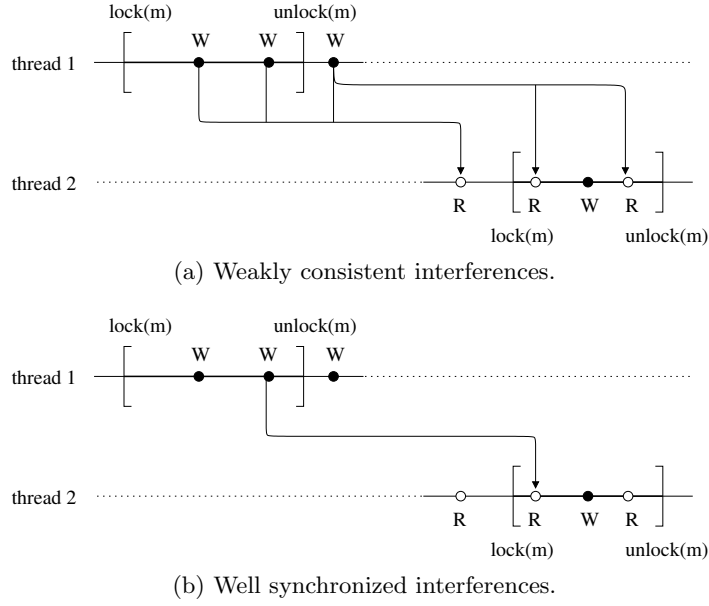 lock(m) unlock(m)
W W W
thread 1
thread 2
R R W R
lock(m) unlock(m)
(a) Weakly consistent interferences.
lock(m) unlock(m)
W W W
thread 1
thread 2
R R W R
lock(m) unlock(m)
(b) Well synchronized interferences.